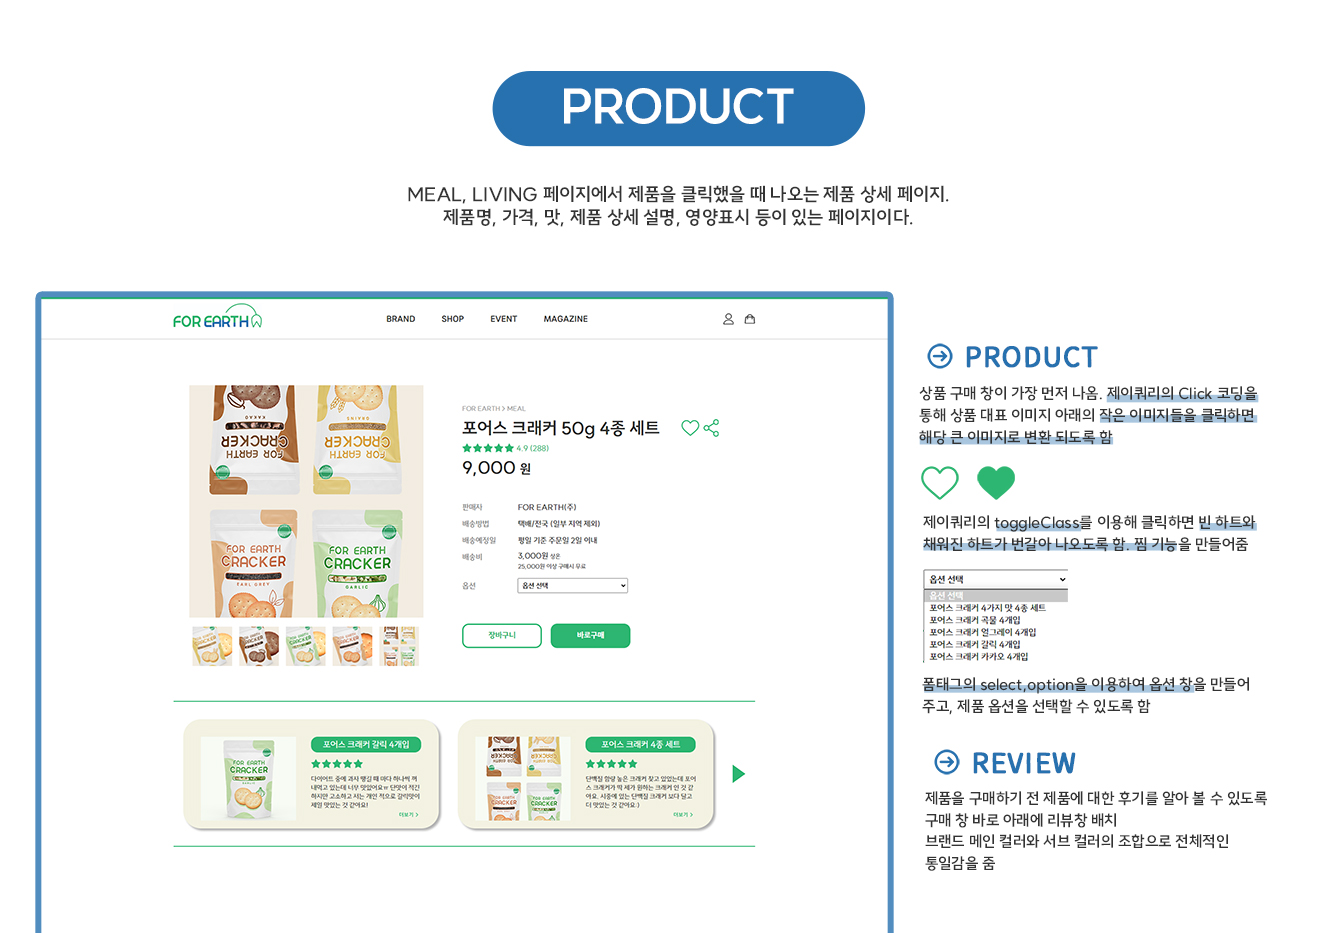 PRODUCT
MEAL, LIVING 페이지에서 제품을 클릭했을 때 나오는 제품 상세 페이지.
제품명, 가격, 맛, 제품 상세 설명, 영양표시 등이 있는 페이지이다.
FOR EARTH
BRAND SHOP EVENT MAGAZINE
KAKAO
CRACKER
FOR EARTH
GRAINS
CRACKER
FOR EARTH
FOR EARTH
CRACKER
EARL GREY
FOR EARTH
CRACKER
GARLIC
FOR EARTH > MEAL
포어스 크래커 50g 4종 세트
4.9 (288)
9,000 원
판매자 FOR EARTH(주)
배송방법 택배/전국 (일부 지역 제외)
배송예정일 평일 기준 주문일 2일 이내
배송비 3,000원
25,000원 이상 구매시 무료
옵션 옵션 선택
장바구니 바로구매
포어스 크래커 갈릭 4개입
다이어트 중에 과자 땡길 때 마다 하나씩 꺼
내먹고 있는데 너무 맛있어요ㅠ 단맛이 적긴
하지만 고소하고 저는 개인 적으로 갈릭맛이
제일 맛있는 것 같아요!
더보기 >
FOR EARTH
CRACKER
포어스 크래커 4종 세트
단백질 함량 높은 크래커 찾고 있었는데 포어
스 크래커가 딱 제가 원하는 크래커 인 것 같
아요. 시중에 있는 단백질 크래커 보다 달고
더 맛있는 것 같아요:)
더보기 >
PRODUCT
상품 구매 창이 가장 먼저 나옴. 제이쿼리의 Click 코딩을
통해 상품 대표 이미지 아래의 작은 이미지들을 클릭하면
해당 큰 이미지로 변환 되도록 함
제이쿼리의 toggleClass를 이용해 클릭하면 빈 하트와
채워진 하트가 번갈아 나오도록 함. 찜 기능을 만들어줌
옵션 선택
옵션 선택
포어스 크래커 4가지 맛 4종 세트
포어스 크래커 곡물 4개입
포어스 크래커 얼그레이 4개입
포어스 크래커 갈릭 4개입
포어스 크래커 카카오 4개입
폼태그의 select,option을 이용하여 옵션 창을 만들어
주고, 제품 옵션을 선택할 수 있도록 함
REVIEW
제품을 구매하기 전 제품에 대한 후기를 알아 볼 수 있도록
구매 창 바로 아래에 리뷰창 배치
브랜드 메인 컬러와 서브 컬러의 조합으로 전체적인
통일감을 줌